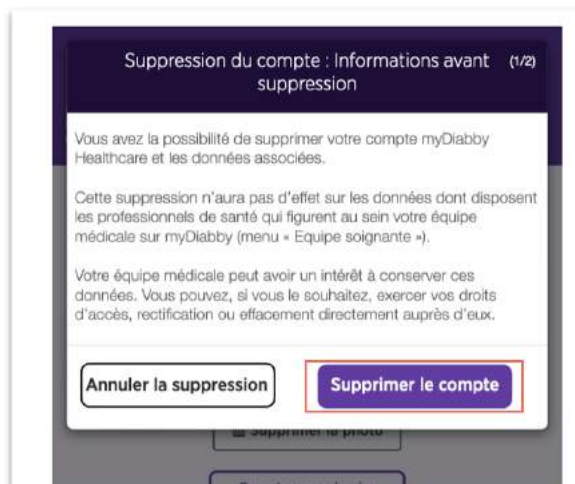 Suppression du compte : Informations avant (1/2)
suppression
Vous avez la possibilité de supprimer votre compte myDiabby
Healthcare et les données associées.
Cette suppression n'aura pas d'effet sur les données dont disposent
les professionnels de santé qui figurent au sein votre équipe
médicale sur myDiabby (menu « Equipe soignante »).
Votre équipe médicale peut avoir un intérêt à conserver ces
données. Vous pouvez, si vous le souhaitez, exercer vos droits
d'accès, rectification ou effacement directement auprès d'eux.
Annuler la suppression Supprimer le compte
Supprimer la photo